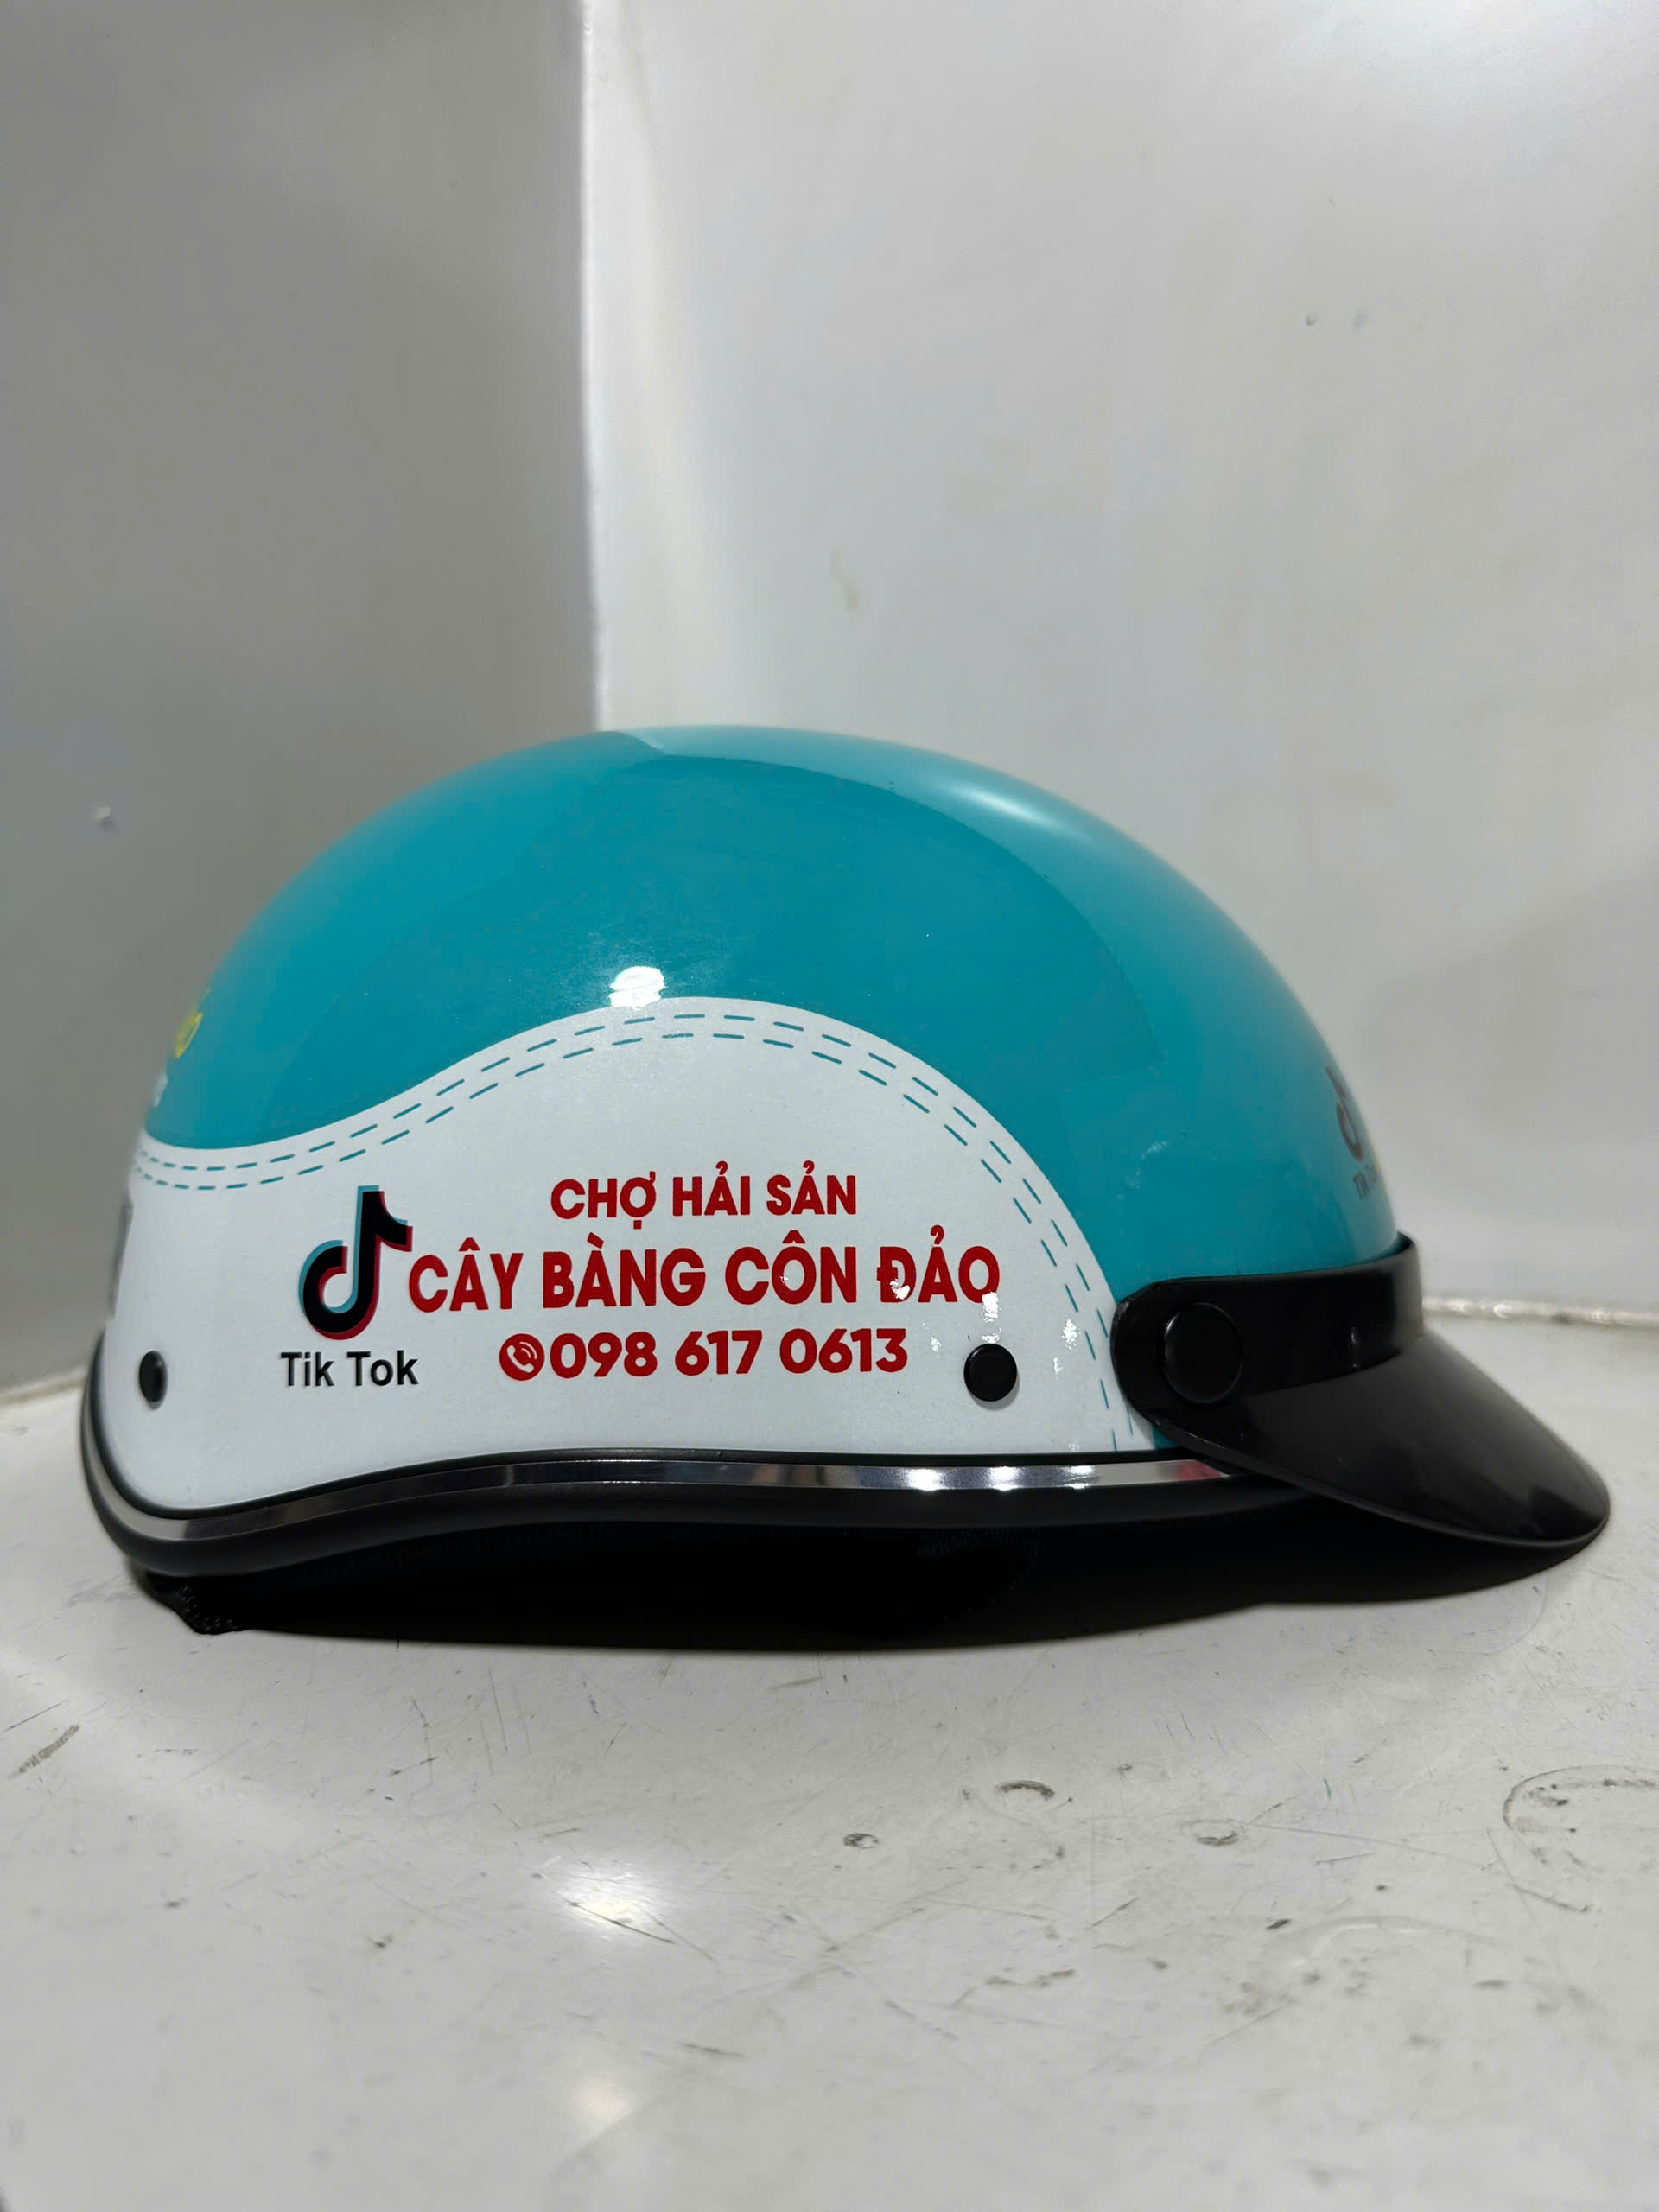 CHỢ HẢI SẢN
CÂY BÀNG CÔN ĐẢO
098 617 0613
Tik Tok